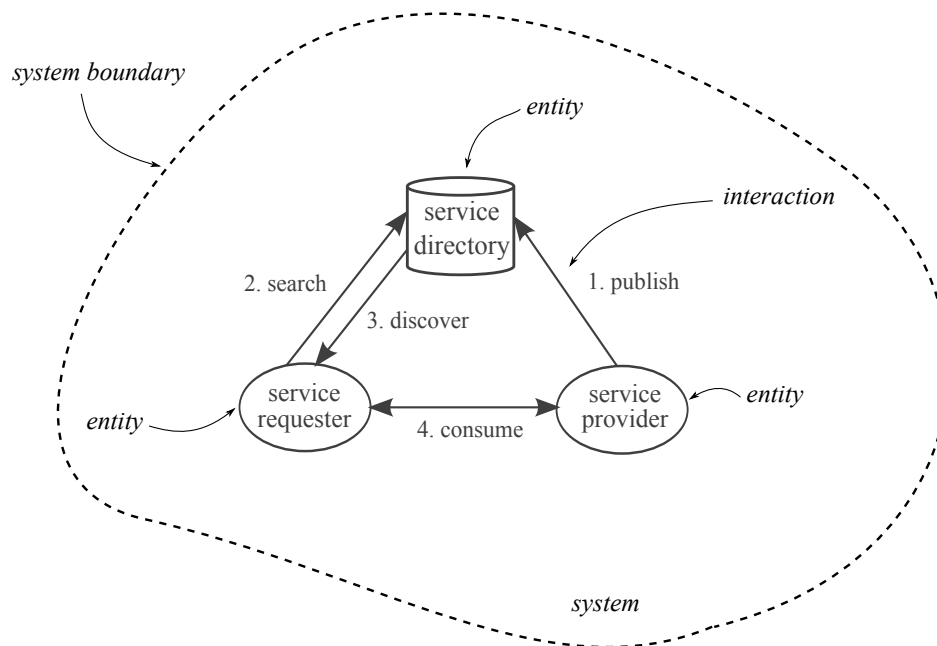 system boundary
entity
interaction
service
directory
2. search
1. publish
3. discover
service
requester
service
provider
entity
entity
4. consume
system